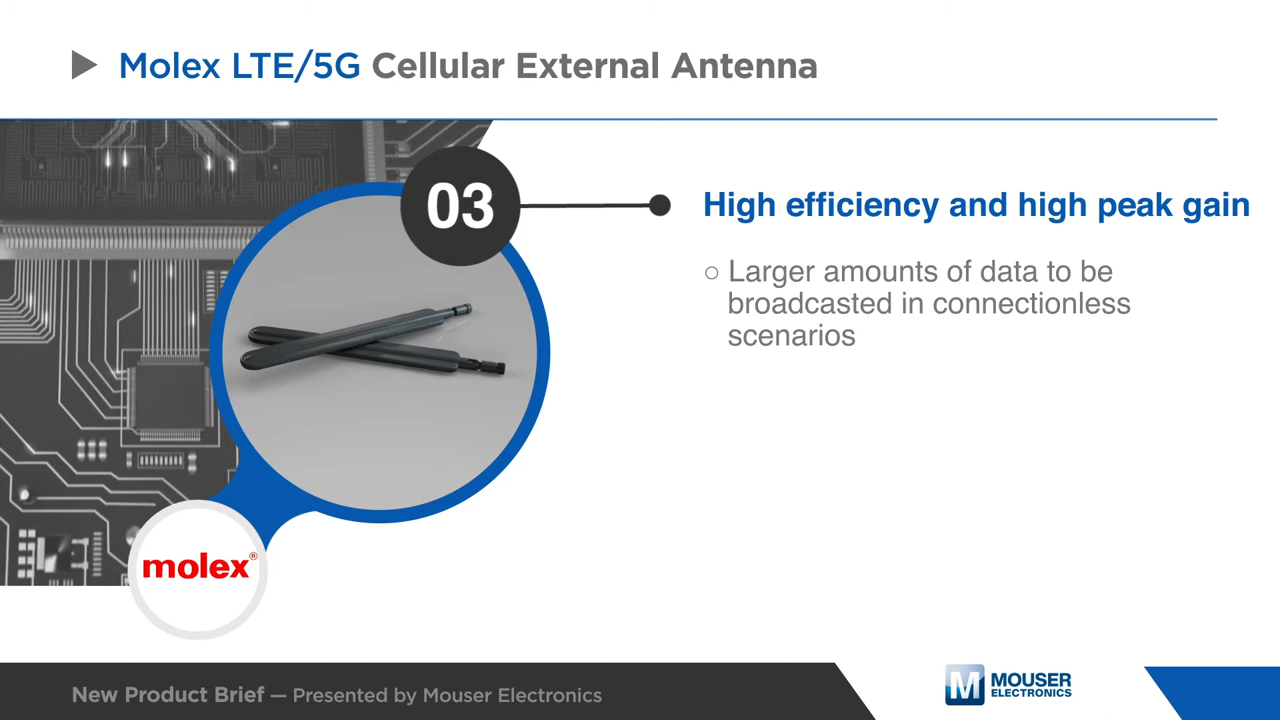 Molex LTE/5G Cellular External Antenna
03
High efficiency and high peak gain
○ Larger amounts of data to be
broadcasted in connectionless
scenarios
molex®
New Product Brief — Presented by Mouser Electronics
M MOUSER
ELECTRONICS